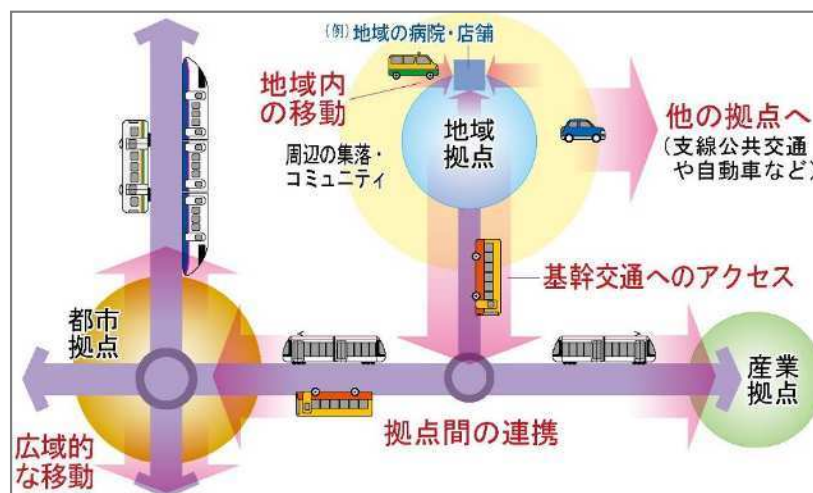 (例)地域の病院・店舗
地域内
の移動
地域
拠点
周辺の集落・
コミュニティ
他の拠点へ
(支線公共交通
や自動車など)
基幹交通へのアクセス
都市
拠点
産業
拠点
拠点間の連携
広域的
な移動